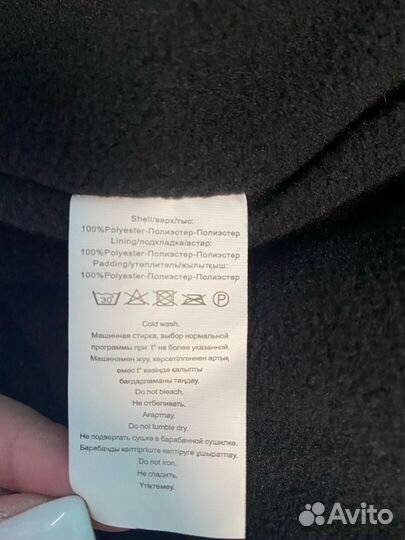 Shell/верх/тыс:
100%Polyester-Полиэстер-Полиэстер
Lining/подкладка/астар:
100%Polyester-Полиэстер-Полиэстер
Padding/утеплитель/жылытқыш:
100%Polyester-Полиэстер-Полиэстер
30 P
Cold wash.
Машинная стирка, выбор нормальной
программы при t° не более указанной.
Машинамен жуу, көрсетілгеннен артық
емес t° кезінде қалыпты
бағдарламаны таңдау.
Do not bleach.
Не отбеливать.
Ағартпау.
Do not tumble dry.
Не подвергать сушке в барабанной сушилке.
Барабанды кептіргіште кептіруге ұшыратпау.
Do not iron.
Не гладить.
Үтіктемеу.
Avito